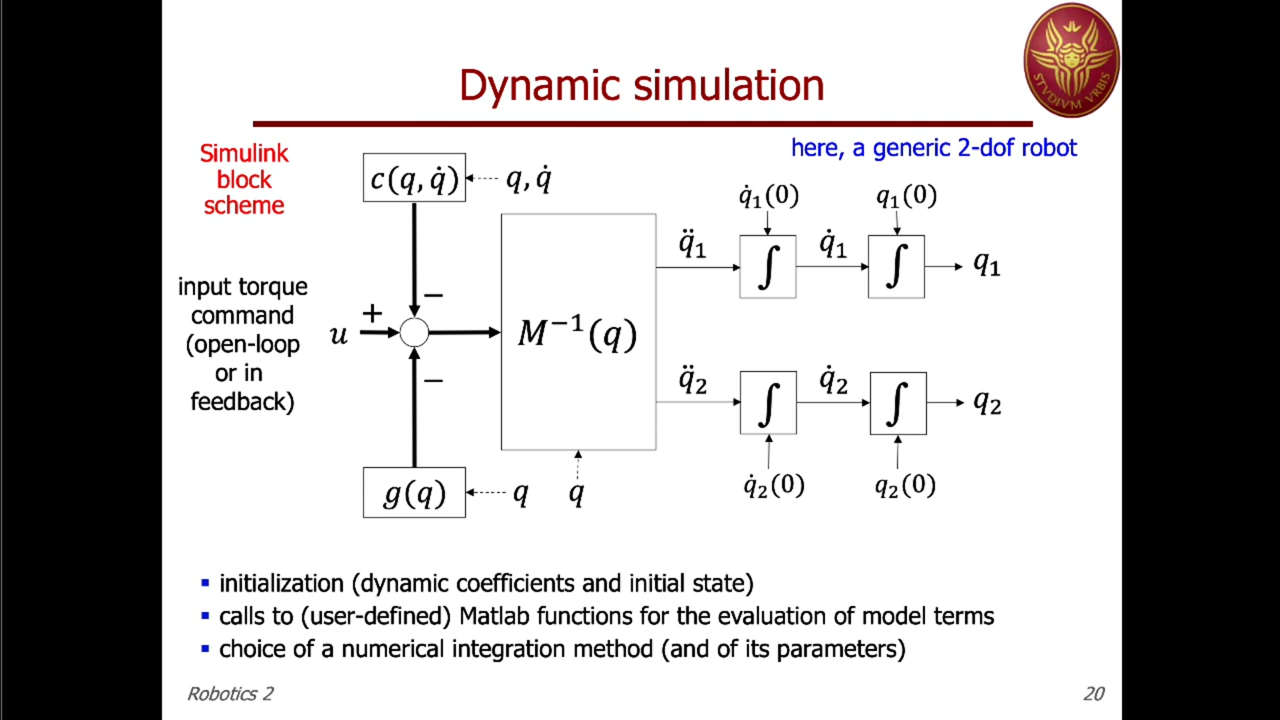 Dynamic simulation
STVDIVM VRBIS
Simulink
block
scheme
here, a generic 2-dof robot
c(q, q̇)
q, q̇
q̇₁(0)
q₁(0)
q̈₁
∫
q̇₁
∫
q₁
input torque
command
(open-loop
or in
feedback)
u
+
−
−
M⁻¹(q)
q̈₂
∫
q̇₂
∫
q₂
q̇₂(0)
q₂(0)
g(q)
q
q
▪ initialization (dynamic coefficients and initial state)
▪ calls to (user-defined) Matlab functions for the evaluation of model terms
▪ choice of a numerical integration method (and of its parameters)
Robotics 2
20